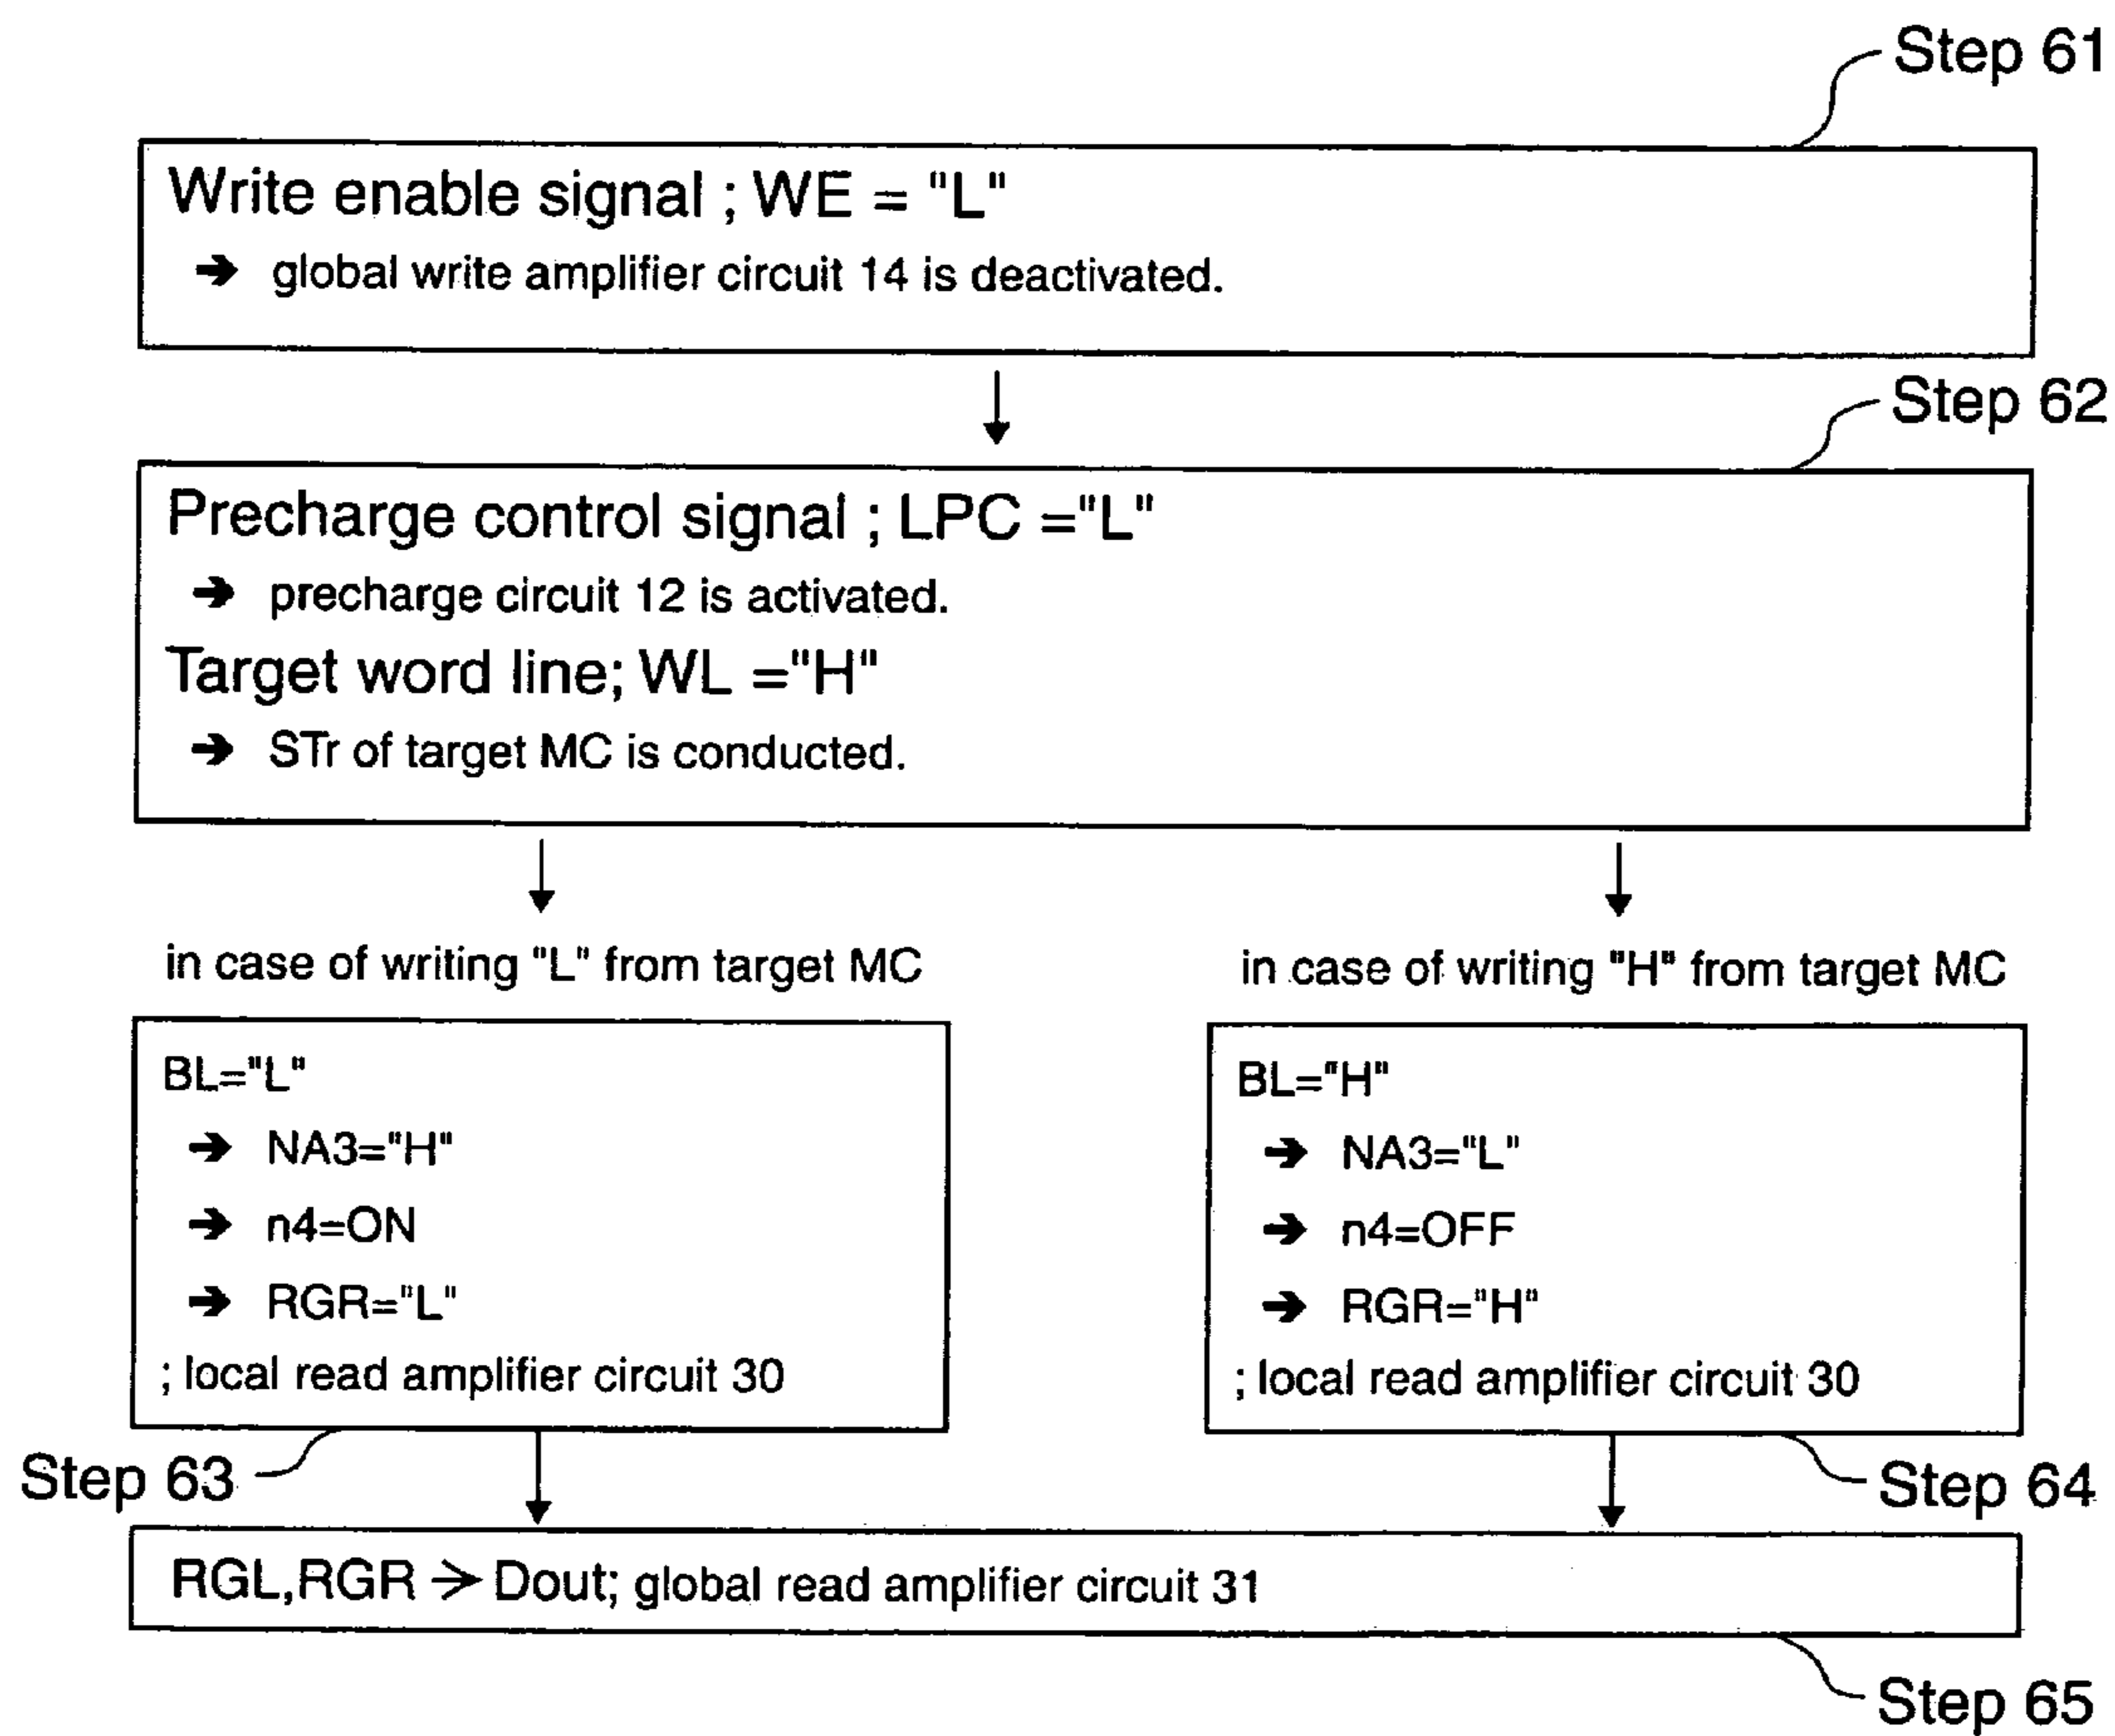 Step 61
Write enable signal ; WE = "L"
➔ global write amplifier circuit 14 is deactivated.
Step 62
Precharge control signal ; LPC ="L"
➔ precharge circuit 12 is activated.
Target word line; WL ="H"
➔ STr of target MC is conducted.
in case of writing "L" from target MC
BL="L"
➔ NA3="H"
➔ n4=ON
➔ RGR="L"
; local read amplifier circuit 30
Step 63
in case of writing "H" from target MC
BL="H"
➔ NA3="L"
➔ n4=OFF
➔ RGR="H"
; local read amplifier circuit 30
Step 64
RGL,RGR → Dout; global read amplifier circuit 31
Step 65